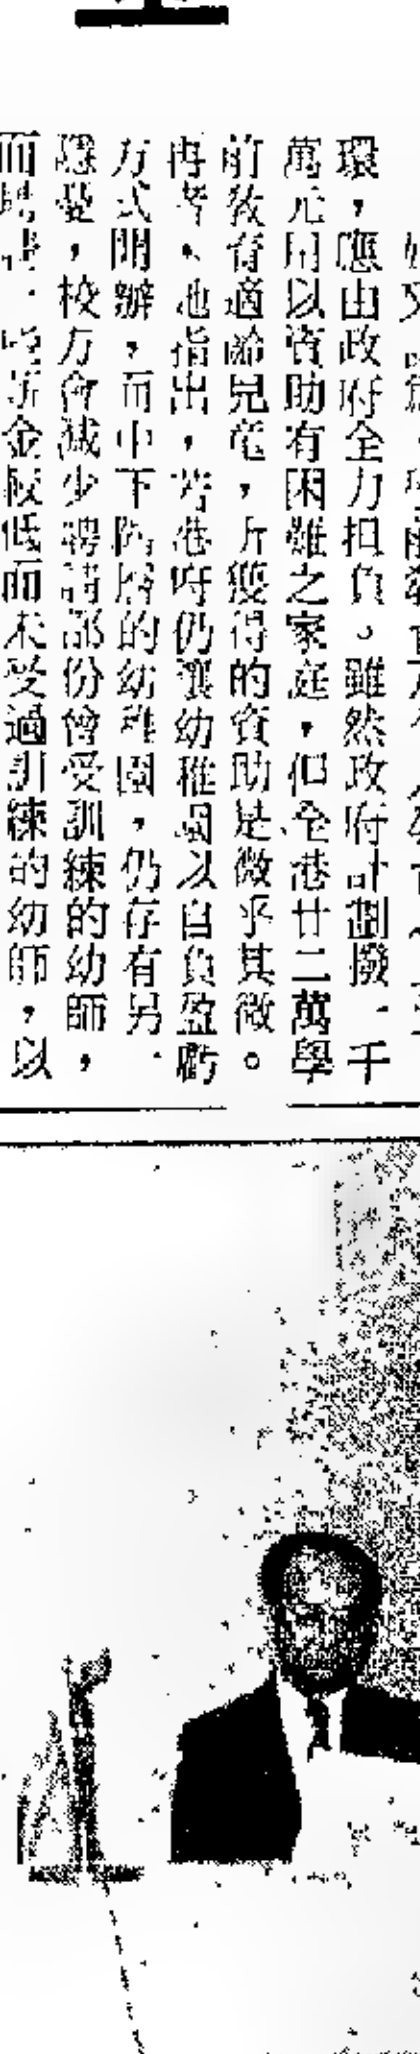 環，應由政府全力担負。雖然政府計劃撥一千
萬元用以資助有困難之家庭，但全港廿二萬學
前教育適齡兒童，所獲得的資助是微乎其微。
再者、他指出，若港府仍讓幼稚園以自負盈虧
方式開辦，而中下階層的幼稚園，仍存有另一
隱憂，校方會減少聘請部份曾受訓練的幼師，
而聘請一些薪金較低而未受過訓練的幼師，以